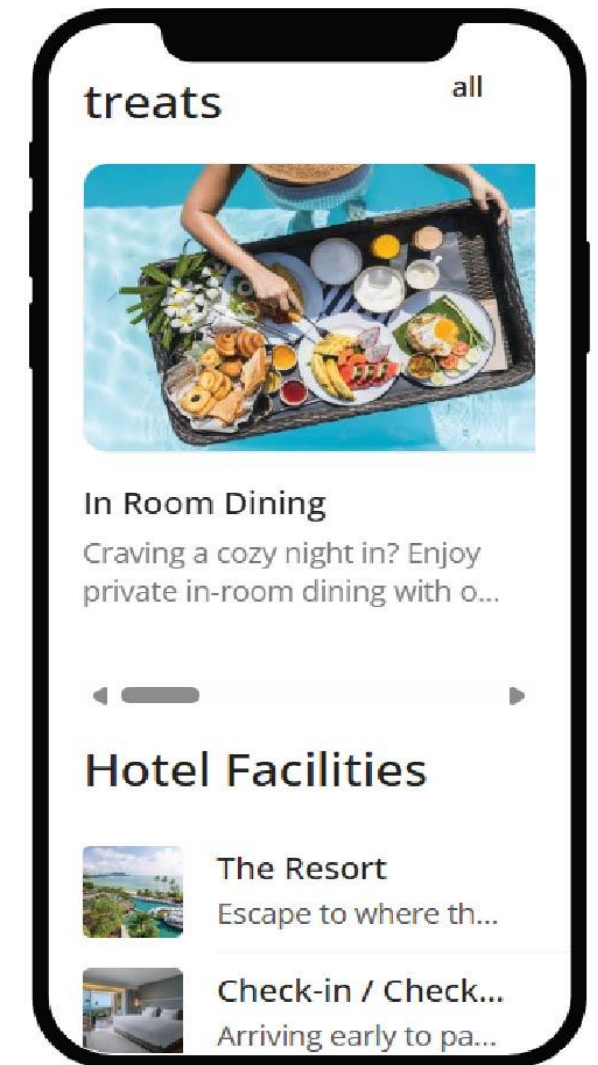 treats
all
In Room Dining
Craving a cozy night in? Enjoy
private in-room dining with o...
Hotel Facilities
The Resort
Escape to where th...
Check-in / Check...
Arriving early to pa...